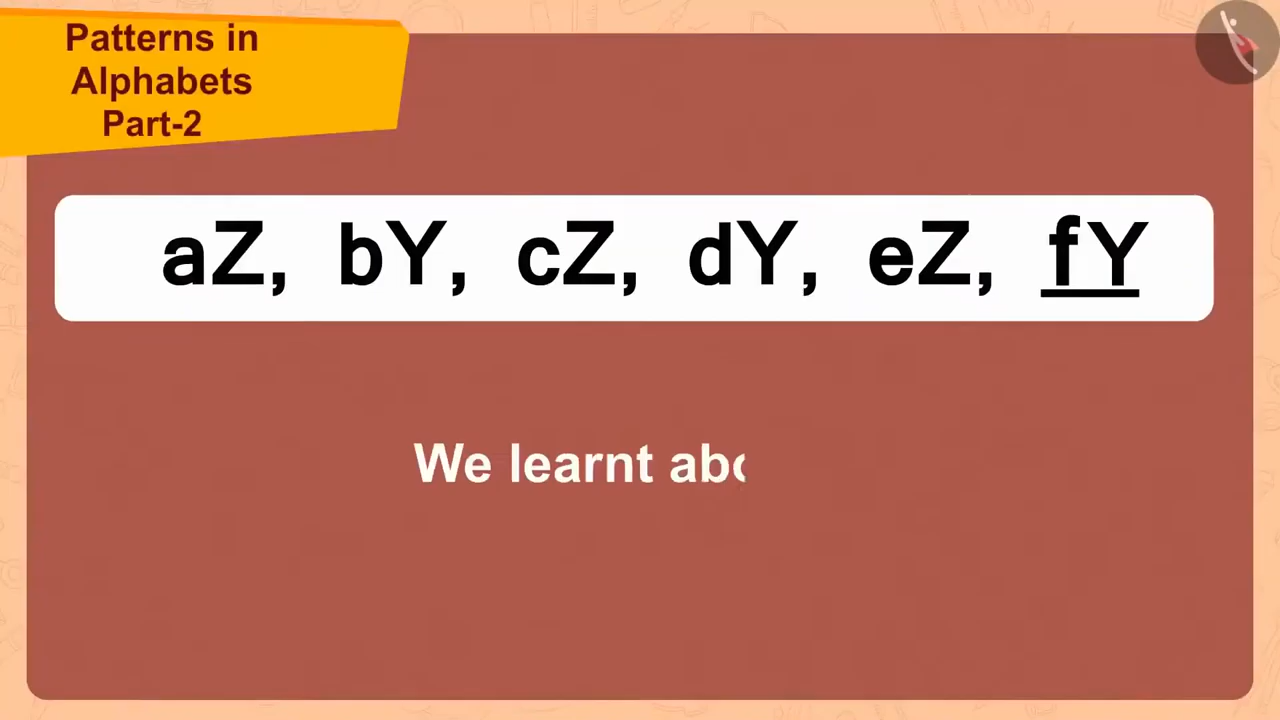 Patterns in
Alphabets
Part-2
aZ, bY, cZ, dY, eZ, fY
We learnt